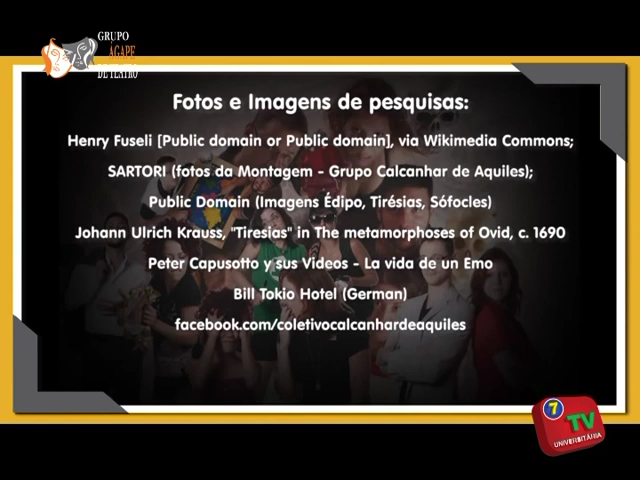 GRUPO
ÁGAPE
DE TEATRO
Fotos e Imagens de pesquisas:
Henry Fuseli [Public domain or Public domain], via Wikimedia Commons;
SARTORI (fotos da Montagem - Grupo Calcanhar de Aquiles);
Public Domain (Imagens Édipo, Tirésias, Sófocles)
Johann Ulrich Krauss, "Tiresias" in The metamorphoses of Ovid, c. 1690
Peter Capusotto y sus Videos - La vida de un Emo
Bill Tokio Hotel (German)
facebook.com/coletivocalcanhardeaquiles
7
TV
UNIVERSITÁRIA